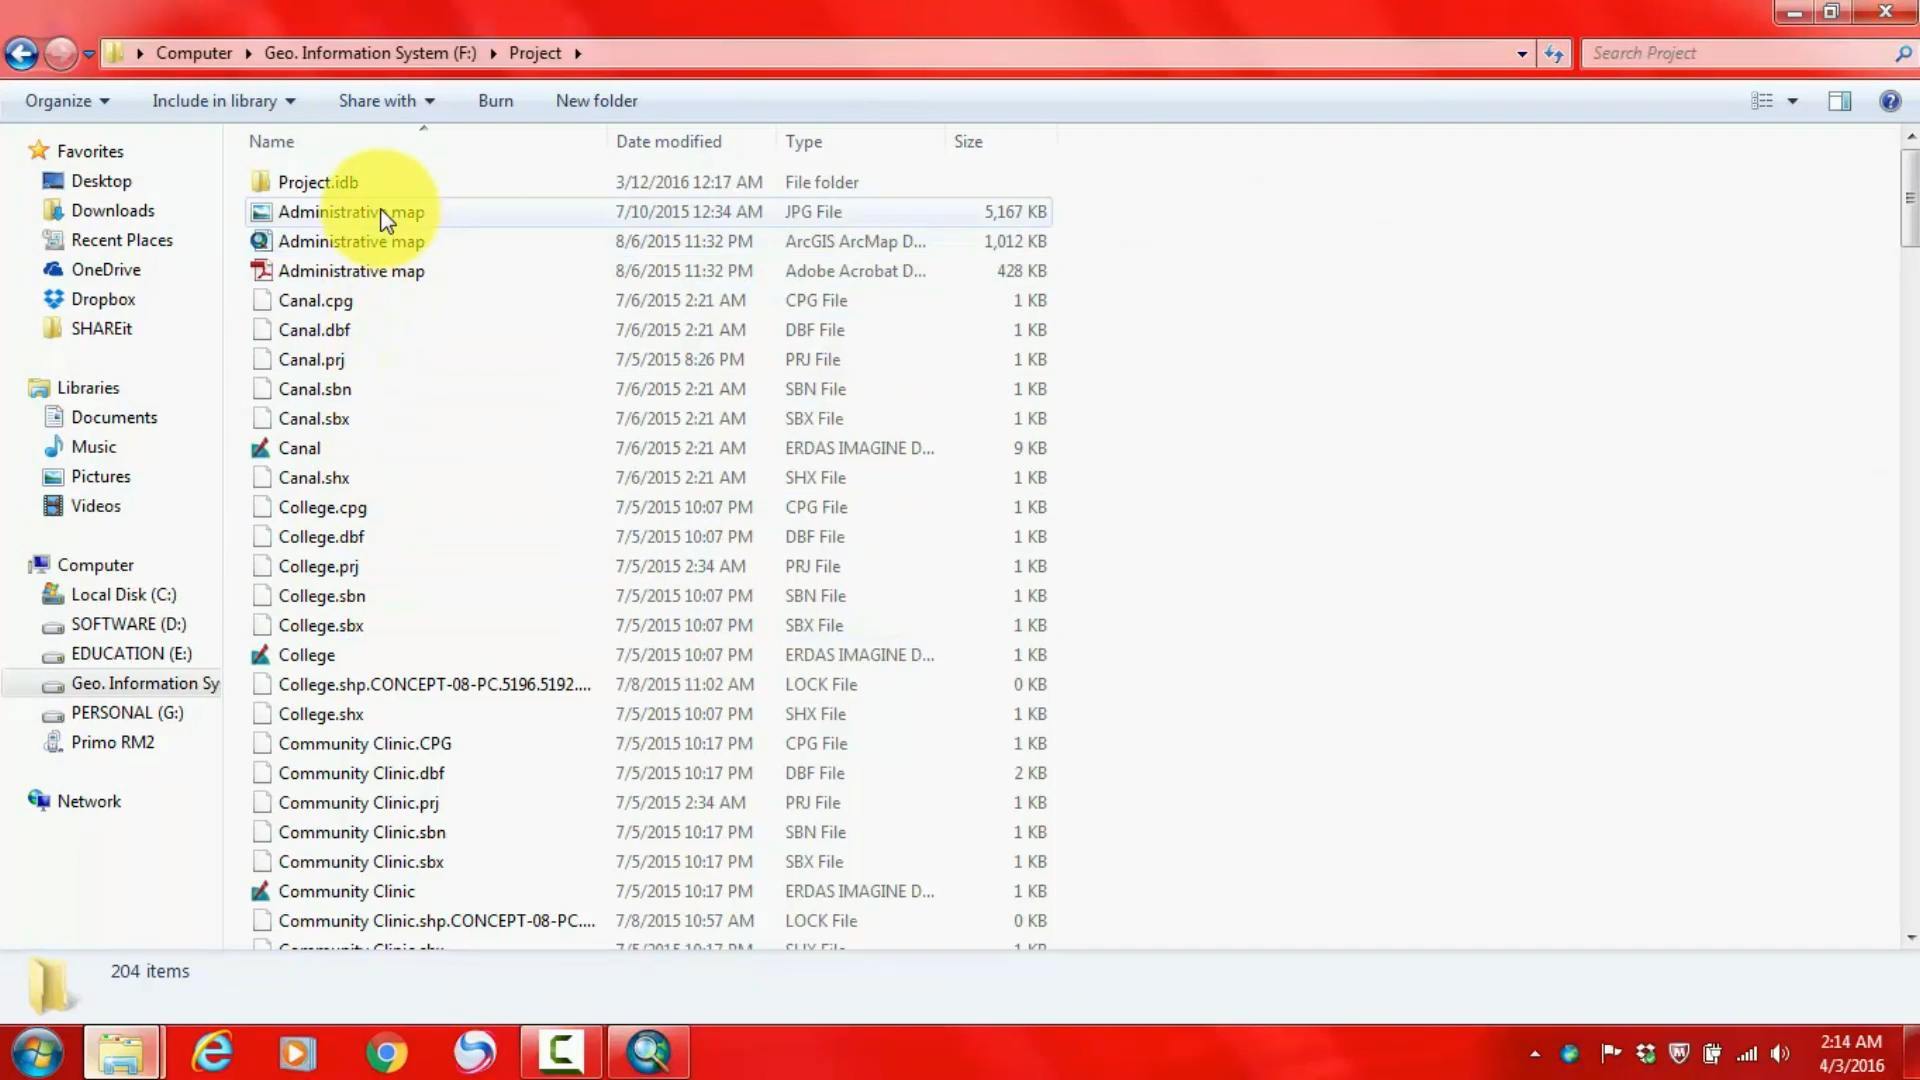 Computer Geo. Information System (F:) Project
Search Project
Organize Include in library Share with Burn New folder
Name Date modified Type Size
Project.idb 3/12/2016 12:17 AM File folder
Administrative map 7/10/2015 12:34 AM JPG File 5,167 KB
Administrative map 8/6/2015 11:32 PM ArcGIS ArcMap D... 1,012 KB
Administrative map 8/6/2015 11:32 PM Adobe Acrobat D... 428 KB
Canal.cpg 7/6/2015 2:21 AM CPG File 1 KB
Canal.dbf 7/6/2015 2:21 AM DBF File 1 KB
Canal.prj 7/5/2015 8:26 PM PRJ File 1 KB
Canal.sbn 7/6/2015 2:21 AM SBN File 1 KB
Canal.sbx 7/6/2015 2:21 AM SBX File 1 KB
Canal 7/6/2015 2:21 AM ERDAS IMAGINE D... 9 KB
Canal.shx 7/6/2015 2:21 AM SHX File 1 KB
College.cpg 7/5/2015 10:07 PM CPG File 1 KB
College.dbf 7/5/2015 10:07 PM DBF File 1 KB
College.prj 7/5/2015 2:34 AM PRJ File 1 KB
College.sbn 7/5/2015 10:07 PM SBN File 1 KB
College.sbx 7/5/2015 10:07 PM SBX File 1 KB
College 7/5/2015 10:07 PM ERDAS IMAGINE D... 1 KB
College.shp.CONCEPT-08-PC.5196.5192.... 7/8/2015 11:02 AM LOCK File 0 KB
College.shx 7/5/2015 10:07 PM SHX File 1 KB
Community Clinic.CPG 7/5/2015 10:17 PM CPG File 1 KB
Community Clinic.dbf 7/5/2015 10:17 PM DBF File 2 KB
Community Clinic.prj 7/5/2015 2:34 AM PRJ File 1 KB
Community Clinic.sbn 7/5/2015 10:17 PM SBN File 1 KB
Community Clinic.sbx 7/5/2015 10:17 PM SBX File 1 KB
Community Clinic 7/5/2015 10:17 PM ERDAS IMAGINE D... 1 KB
Community Clinic.shp.CONCEPT-08-PC.... 7/8/2015 10:57 AM LOCK File 0 KB
Community Clinic.shx 7/5/2015 10:17 PM SHX File 1 KB
Favorites
Desktop
Downloads
Recent Places
OneDrive
Dropbox
SHAREit
Libraries
Documents
Music
Pictures
Videos
Computer
Local Disk (C:)
SOFTWARE (D:)
EDUCATION (E:)
Geo. Information Sy
PERSONAL (G:)
Primo RM2
Network
204 items
2:14 AM
4/3/2016